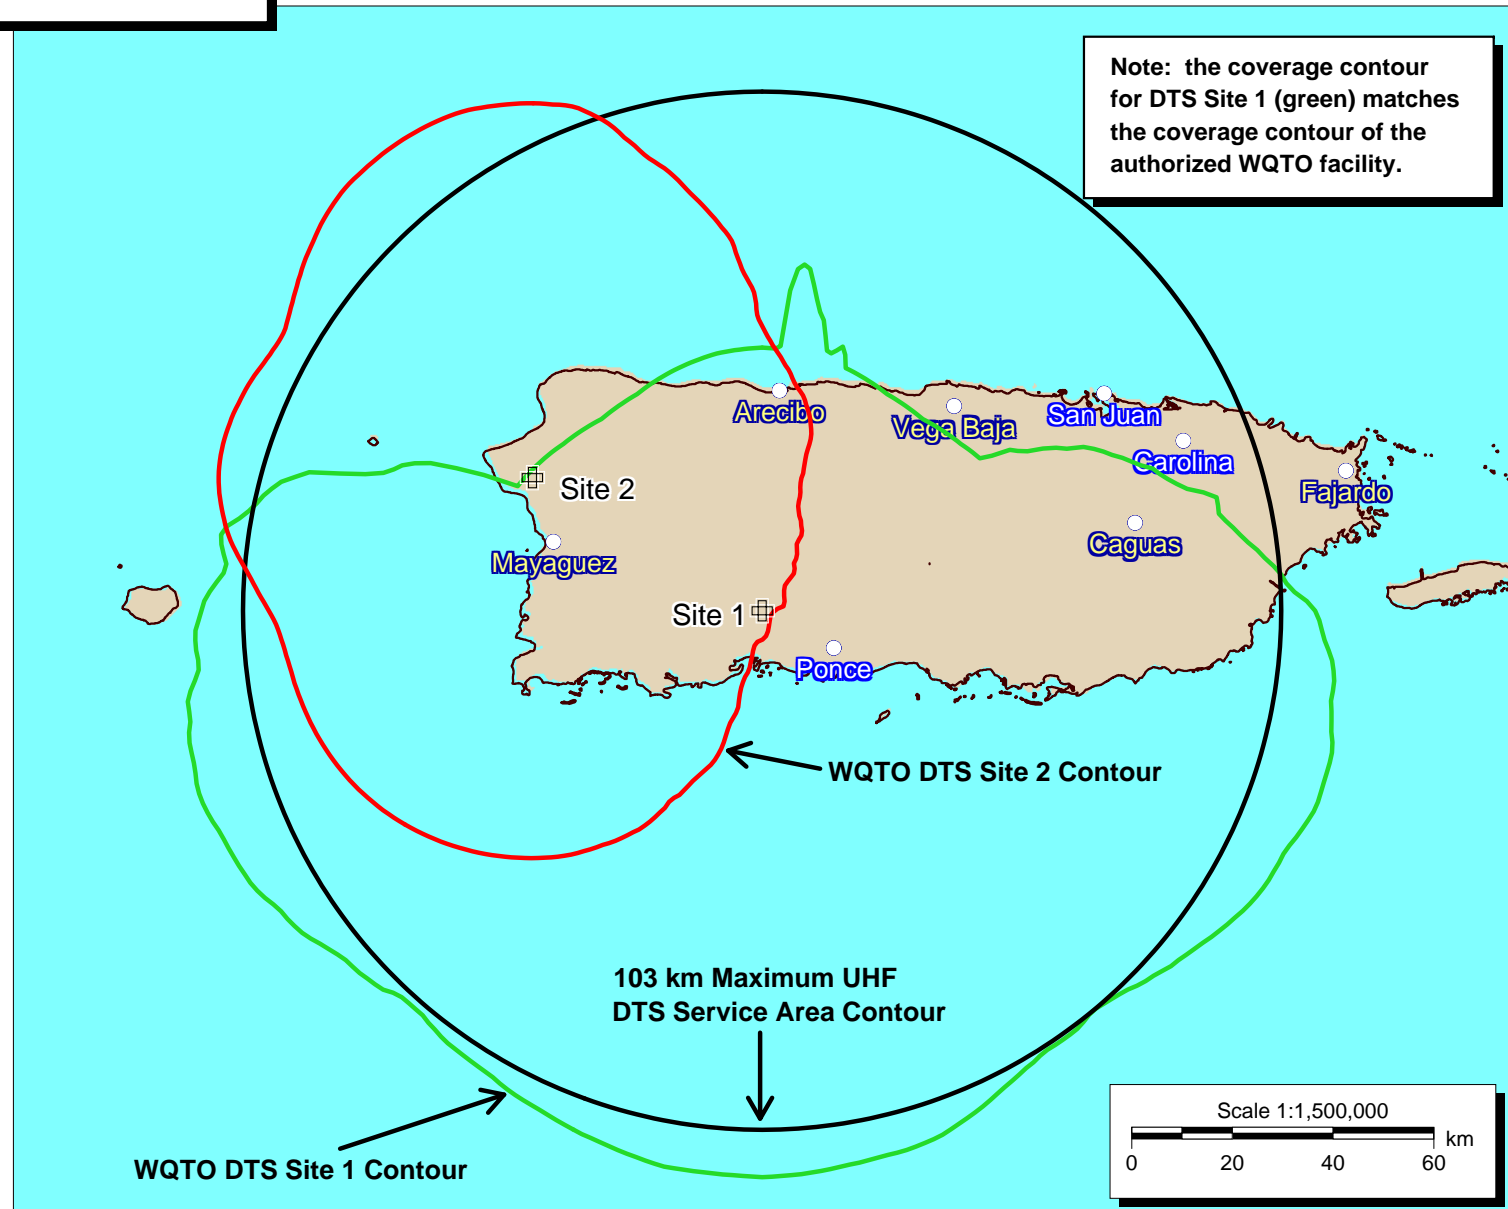 Note: the coverage contour
for DTS Site 1 (green) matches
the coverage contour of the
authorized WQTO facility.
Arecibo
Vega Baja
San Juan
Carolina
Fajardo
Site 2
Caguas
Mayaguez
Site 1
Ponce
WQTO DTS Site 2 Contour
103 km Maximum UHF
DTS Service Area Contour
WQTO DTS Site 1 Contour
Scale 1:1,500,000
km
0 20 40 60